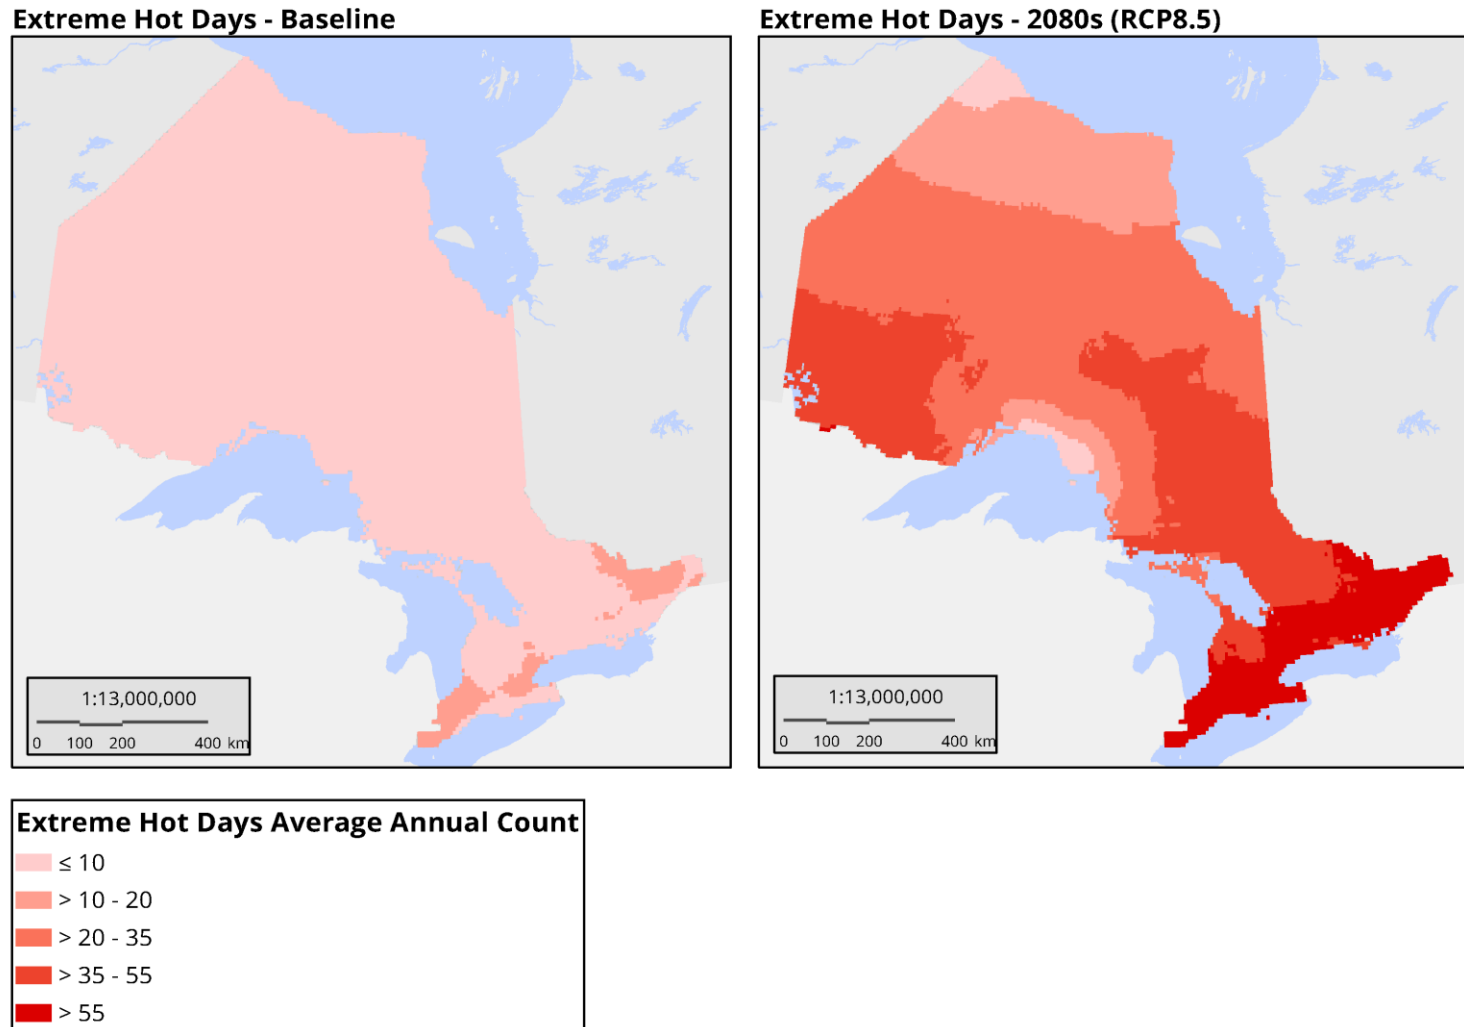 Extreme Hot Days - Baseline
Extreme Hot Days - 2080s (RCP8.5)
1:13,000,000
0 100 200 400 km
1:13,000,000
0 100 200 400 km
Extreme Hot Days Average Annual Count
≤ 10
> 10 - 20
> 20 - 35
> 35 - 55
> 55